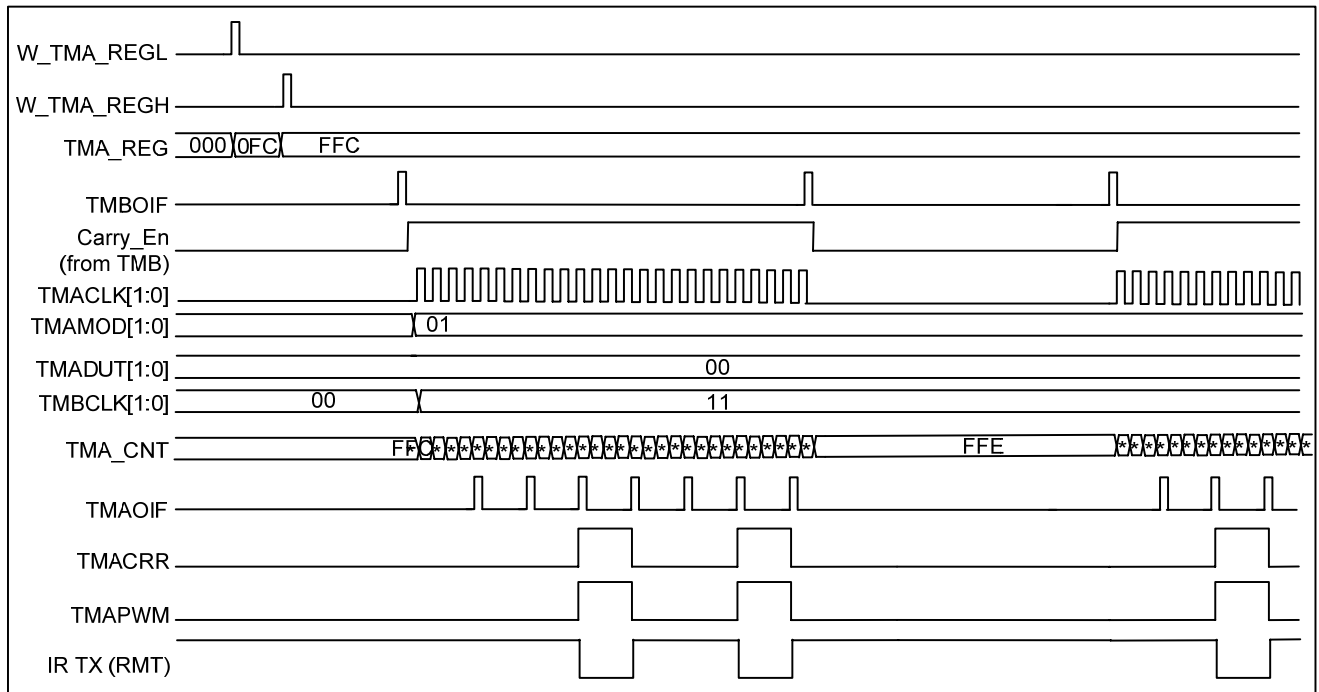 W_TMA_REGL
W_TMA_REGH
TMA_REG 000 0FC FFC
TMBOIF
Carry_En
(from TMB)
TMACLK[1:0]
TMAMOD[1:0] 01
TMADUT[1:0] 00
TMBCLK[1:0] 00 11
TMA_CNT FFC ************************** FFE ***************
TMAOIF
TMACRR
TMAPWM
IR TX (RMT)